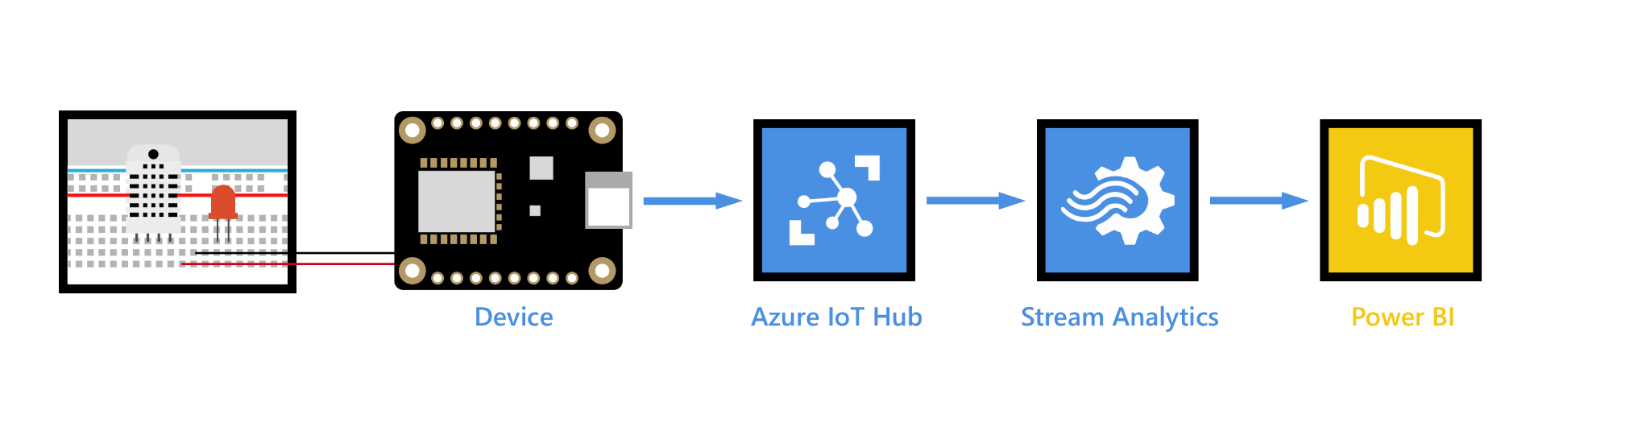 Device
Azure IoT Hub
Stream Analytics
Power BI